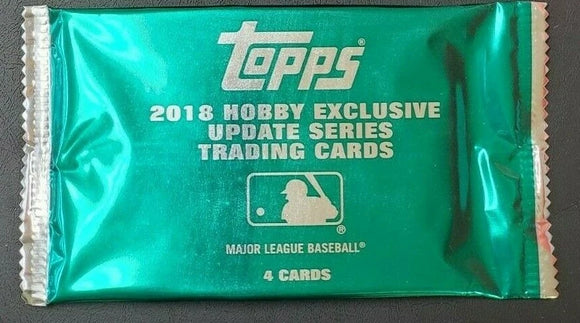 Topps®
2018 HOBBY EXCLUSIVE
UPDATE SERIES
TRADING CARDS
®
MAJOR LEAGUE BASEBALL®
4 CARDS